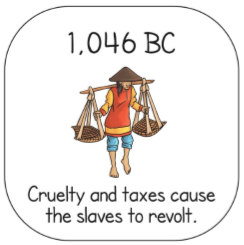 1,046 BC
Cruelty and taxes cause
the slaves to revolt.